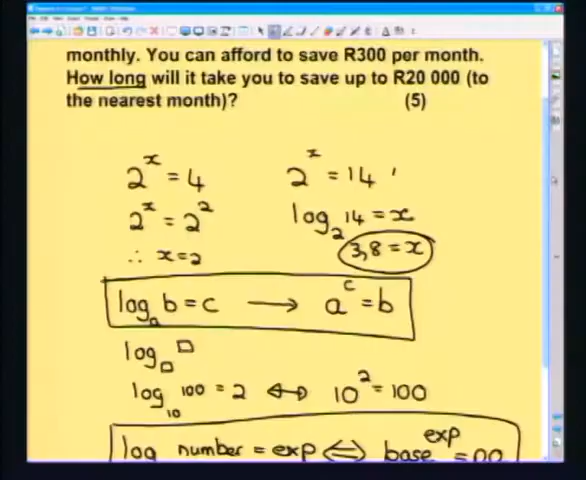 monthly. You can afford to save R300 per month.
How long will it take you to save up to R20 000 (to
the nearest month)? (5)
2^x = 4
2^x = 14
2^x = 2^2
log_2 14 = x
∴ x = 2
3,8 = x
log_a b = c → a^c = b
log_□ □
log_10 100 = 2 ↔ 10^2 = 100
log number = exp ⇔ base^exp =